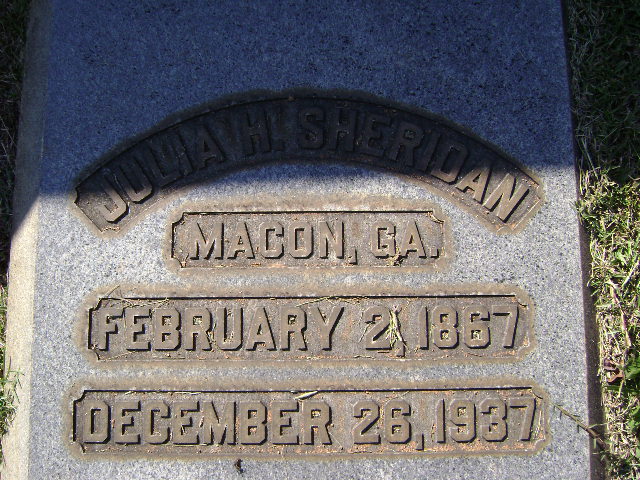 JULIA H. SHERIDAN
MACON, GA.
FEBRUARY 2, 1867
DECEMBER 26, 1937